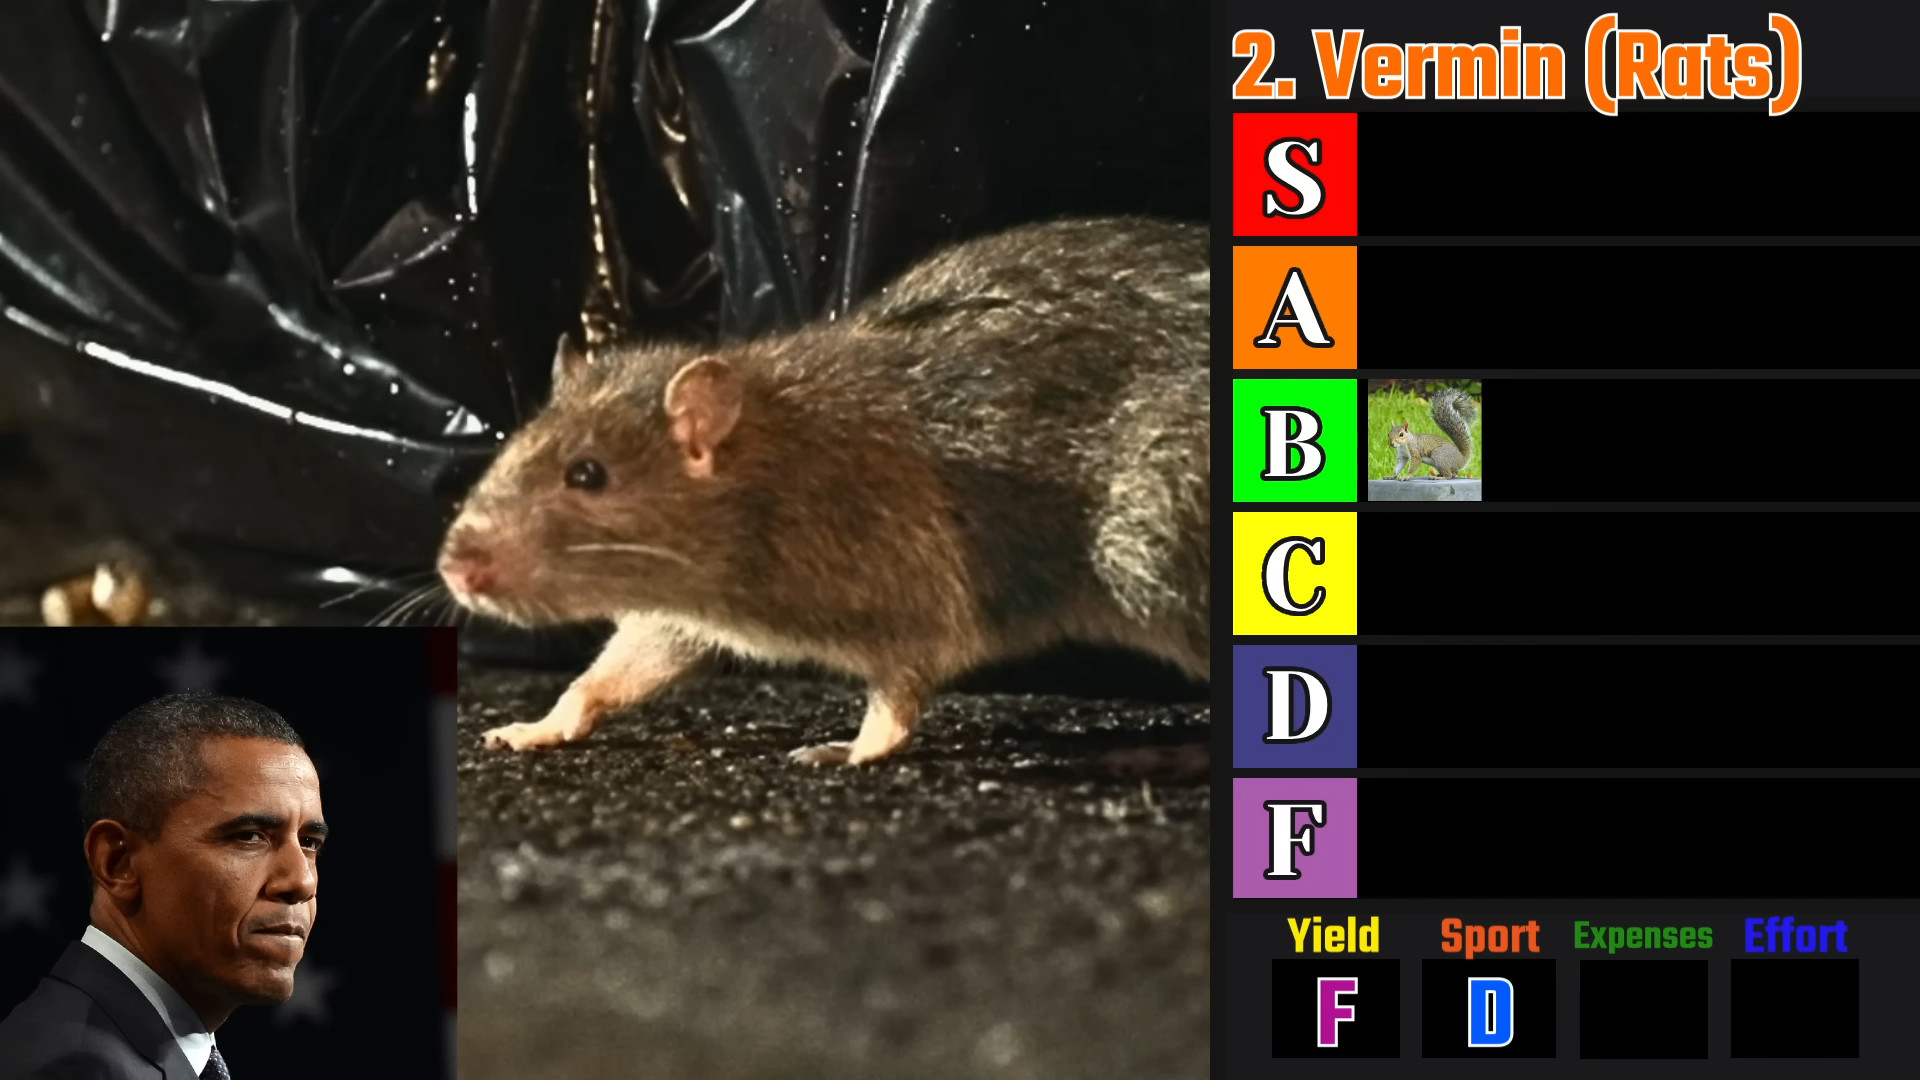 2. Vermin (Rats)
S
A
B
C
D
F
Yield Sport Expenses Effort
F D